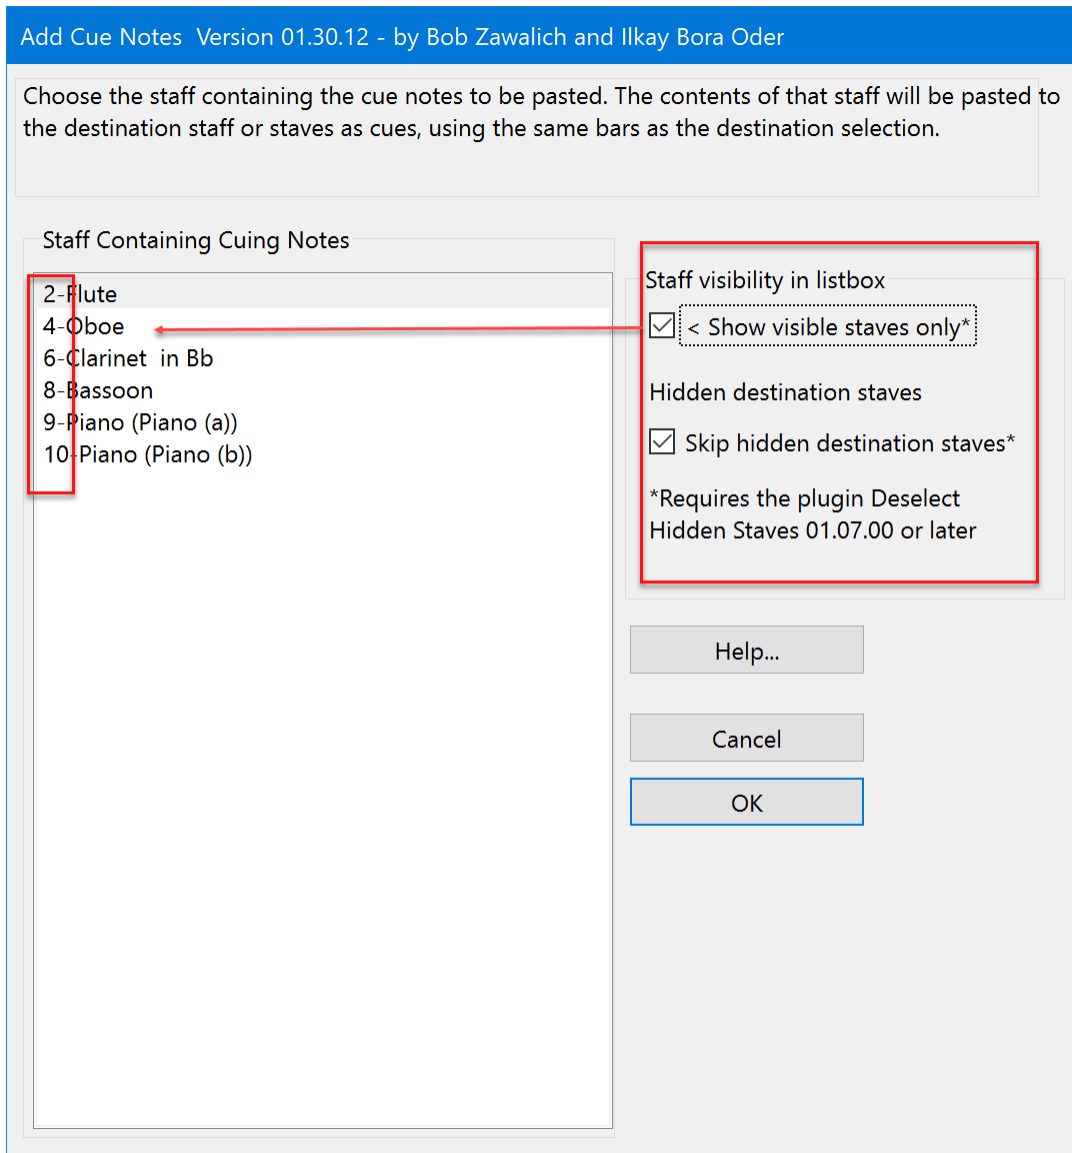 Add Cue Notes  Version 01.30.12 - by Bob Zawalich and Ilkay Bora Oder
Choose the staff containing the cue notes to be pasted. The contents of that staff will be pasted to
the destination staff or staves as cues, using the same bars as the destination selection.
Staff Containing Cuing Notes
2-Flute
4-Oboe
6-Clarinet  in Bb
8-Bassoon
9-Piano (Piano (a))
10-Piano (Piano (b))
Staff visibility in listbox
< Show visible staves only*
Hidden destination staves
Skip hidden destination staves*
*Requires the plugin Deselect
Hidden Staves 01.07.00 or later
Help...
Cancel
OK